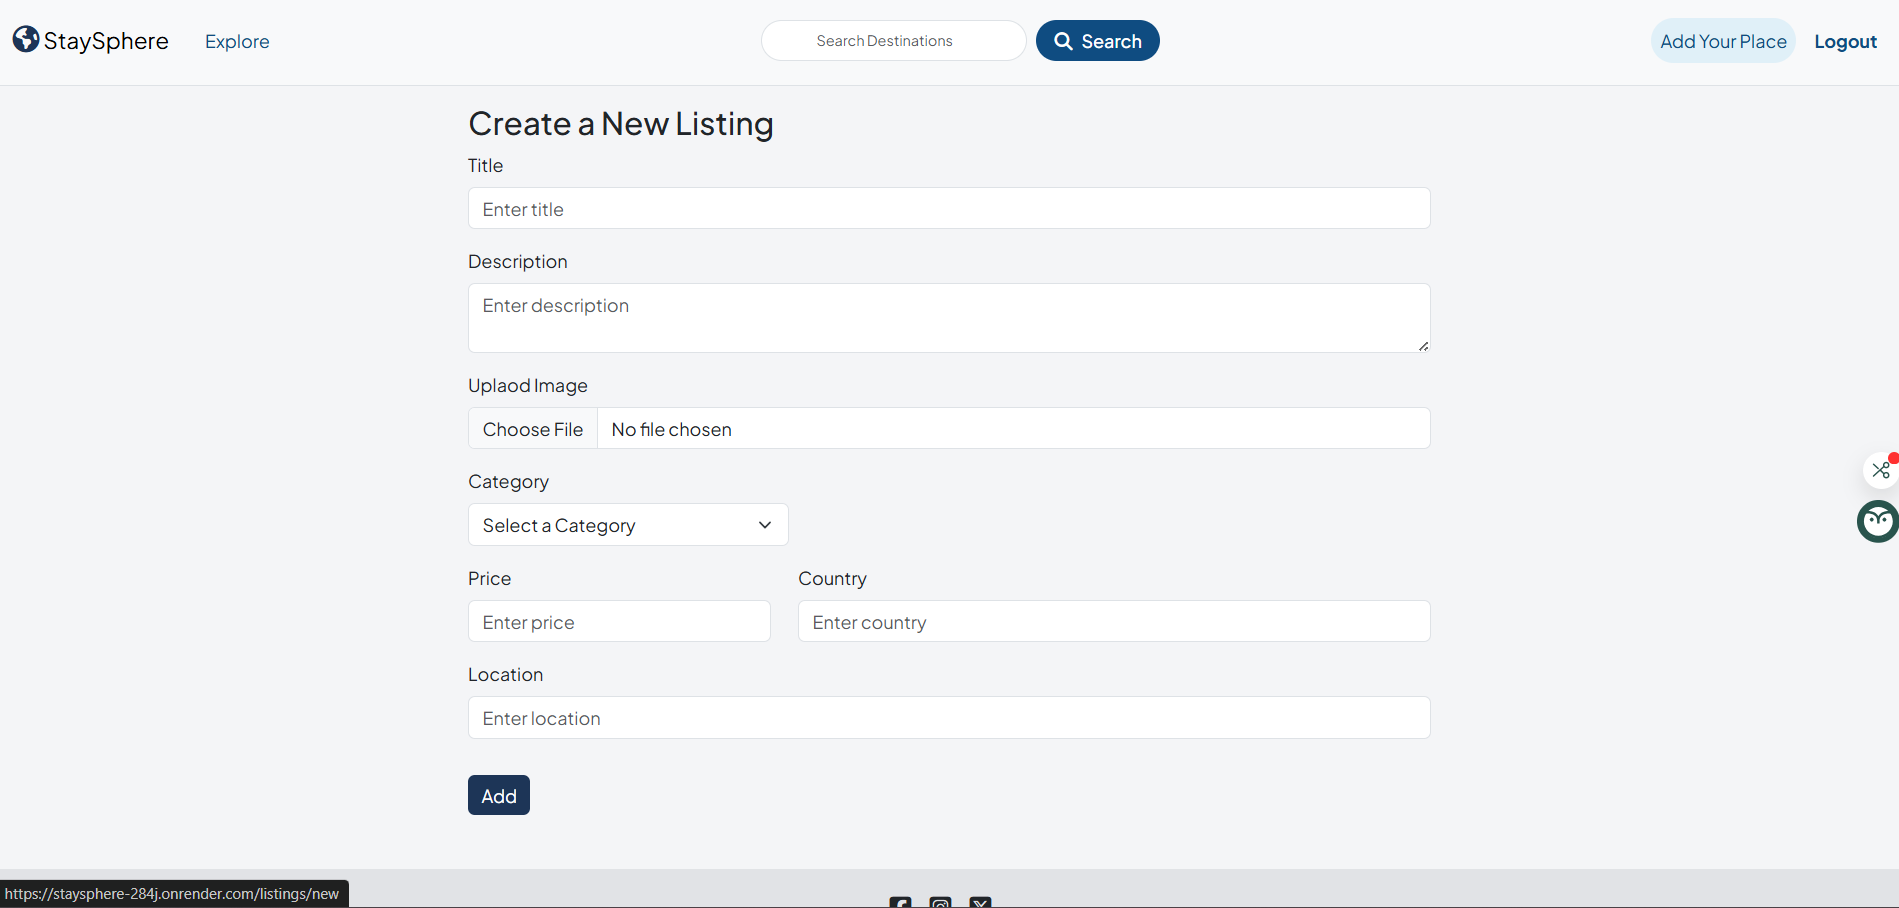 StaySphere Explore Search Destinations Search Add Your Place Logout
Create a New Listing
Title
Enter title
Description
Enter description
Uplaod Image
Choose File No file chosen
Category
Select a Category
Price Country
Enter price Enter country
Location
Enter location
Add
https://staysphere-284j.onrender.com/listings/new